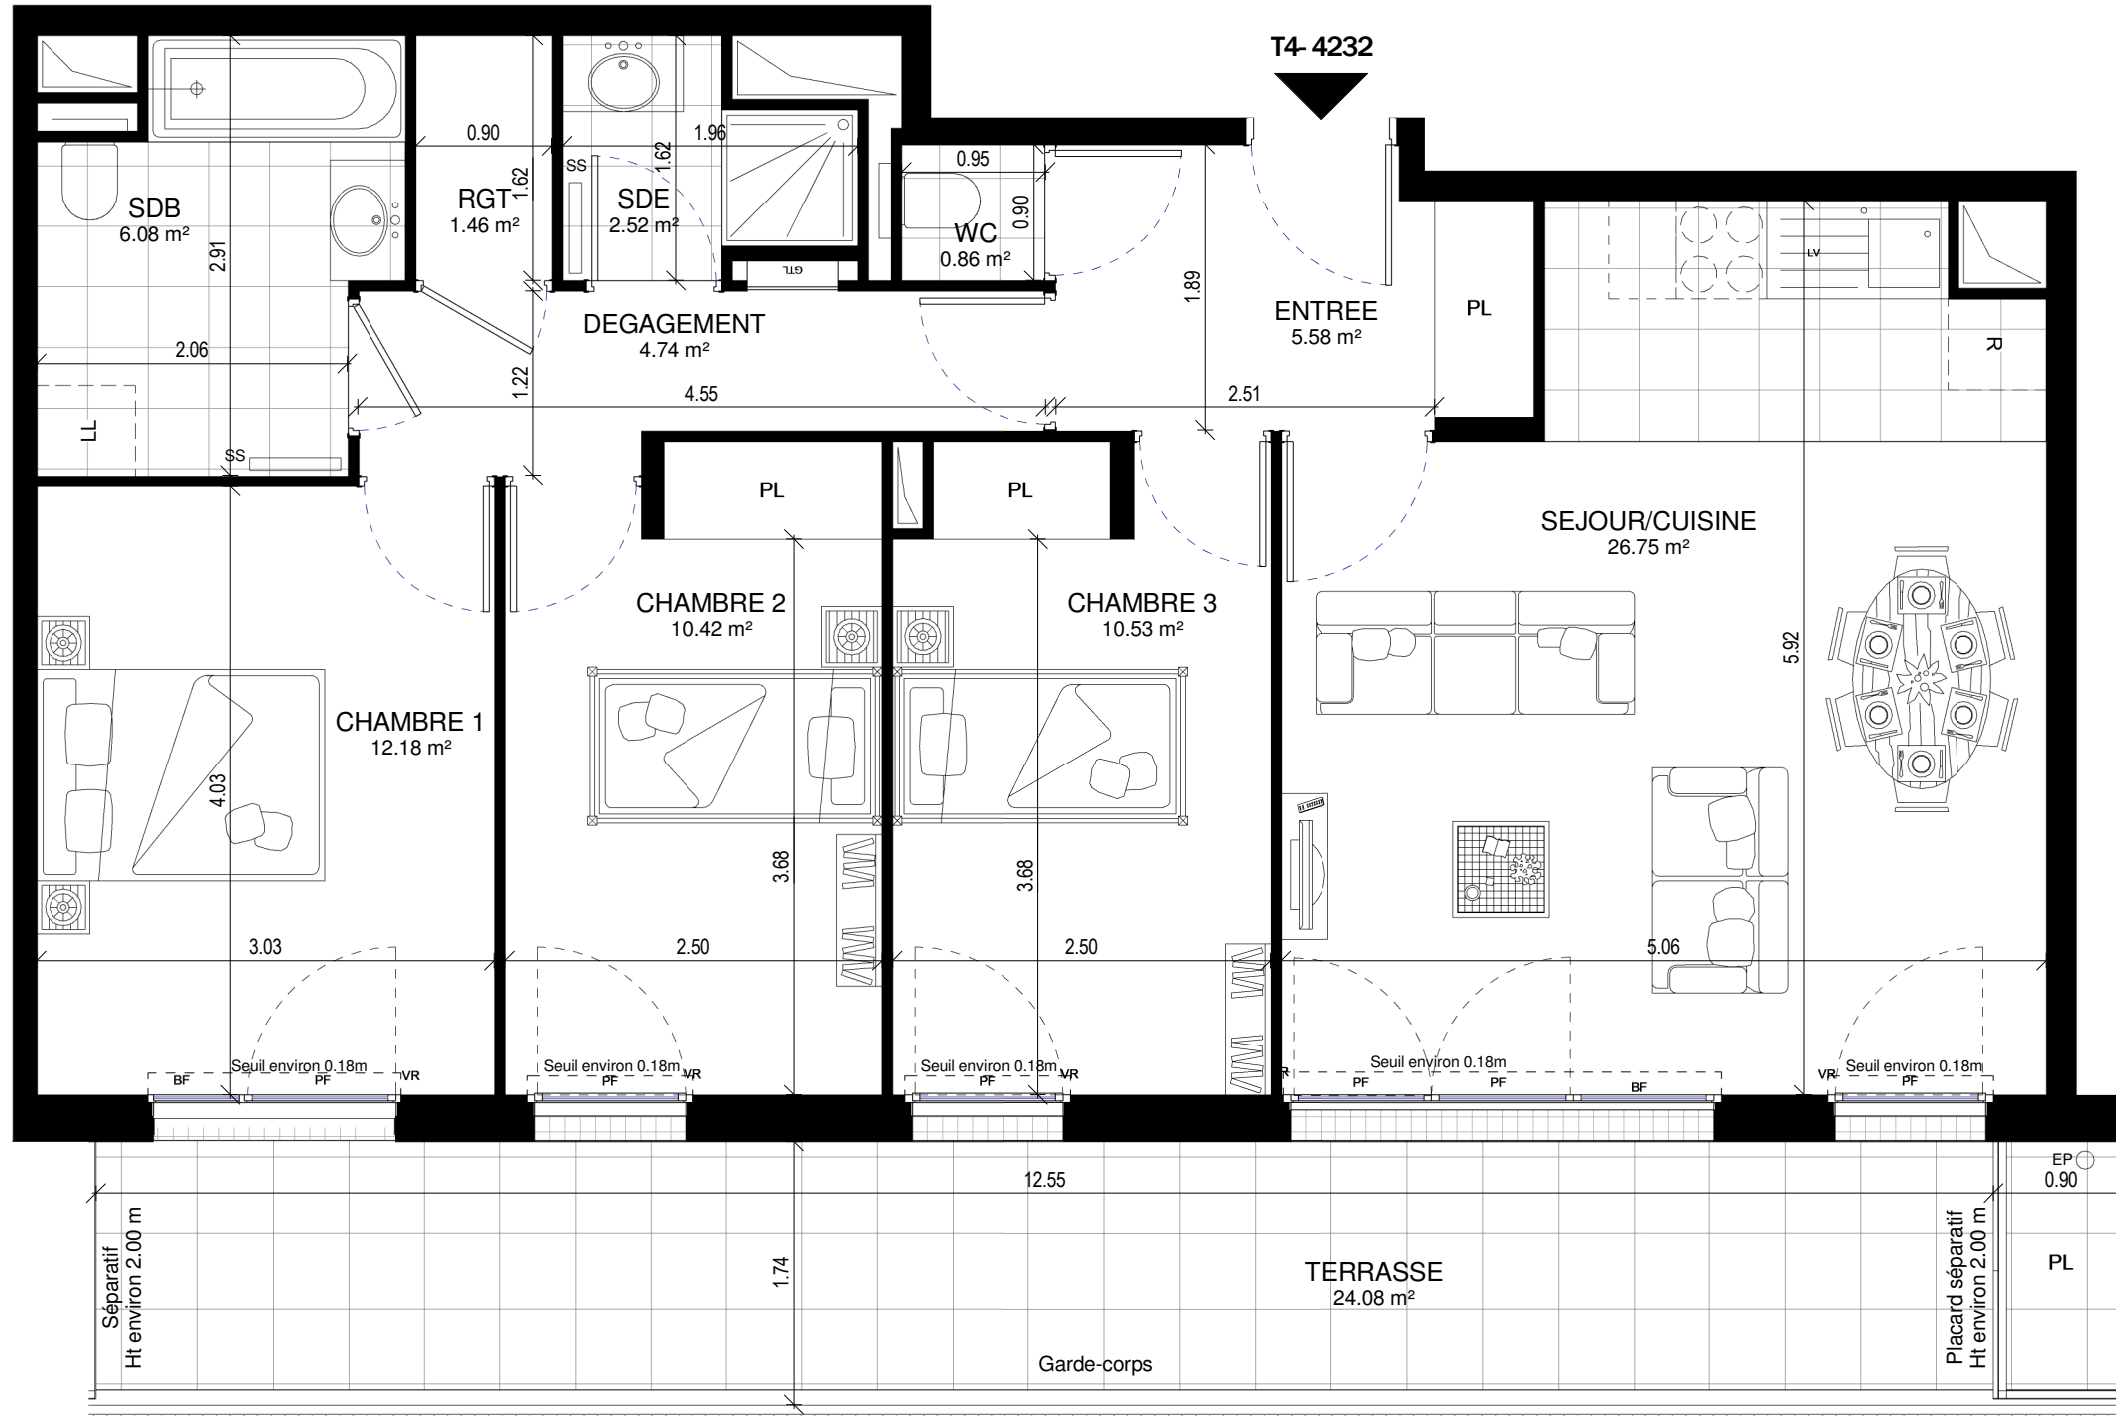 T4- 4232
0.90
1.96
SS
1.62
1.62
0.95
0.90
SDB
6.08 m²
RGT
1.46 m²
SDE
2.52 m²
WC
0.86 m²
2.91
GTL
1.89
LV
DEGAGEMENT
4.74 m²
ENTREE
5.58 m²
PL
R
2.06
1.22
4.55
2.51
LL
SS
PL
PL
SEJOUR/CUISINE
26.75 m²
CHAMBRE 2
10.42 m²
CHAMBRE 3
10.53 m²
5.92
CHAMBRE 1
12.18 m²
4.03
3.68
3.68
3.03
2.50
2.50
5.06
Seuil environ 0.18m
BF
PF
VR
Seuil environ 0.18m
PF
VR
Seuil environ 0.18m
PF
VR
Seuil environ 0.18m
PF
PF
BF
VR
Seuil environ 0.18m
PF
12.55
EP
0.90
Séparatif
Ht environ 2.00 m
1.74
TERRASSE
24.08 m²
Placard séparatif
Ht environ 2.00 m
PL
Garde-corps